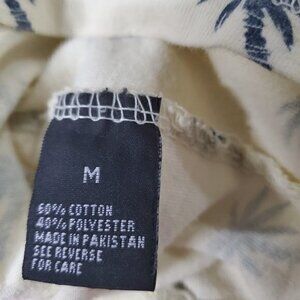 M
60% COTTON
40% POLYESTER
MADE IN PAKISTAN
SEE REVERSE
FOR CARE